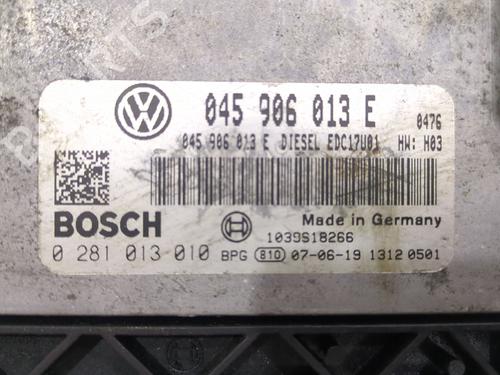 045 906 013 E 0476
045 906 013 E DIESEL EDC17U01 HW: H03
BOSCH
Made in Germany
1039S18266
0 281 013 010 BPG 810 07-06-19 1312 0501